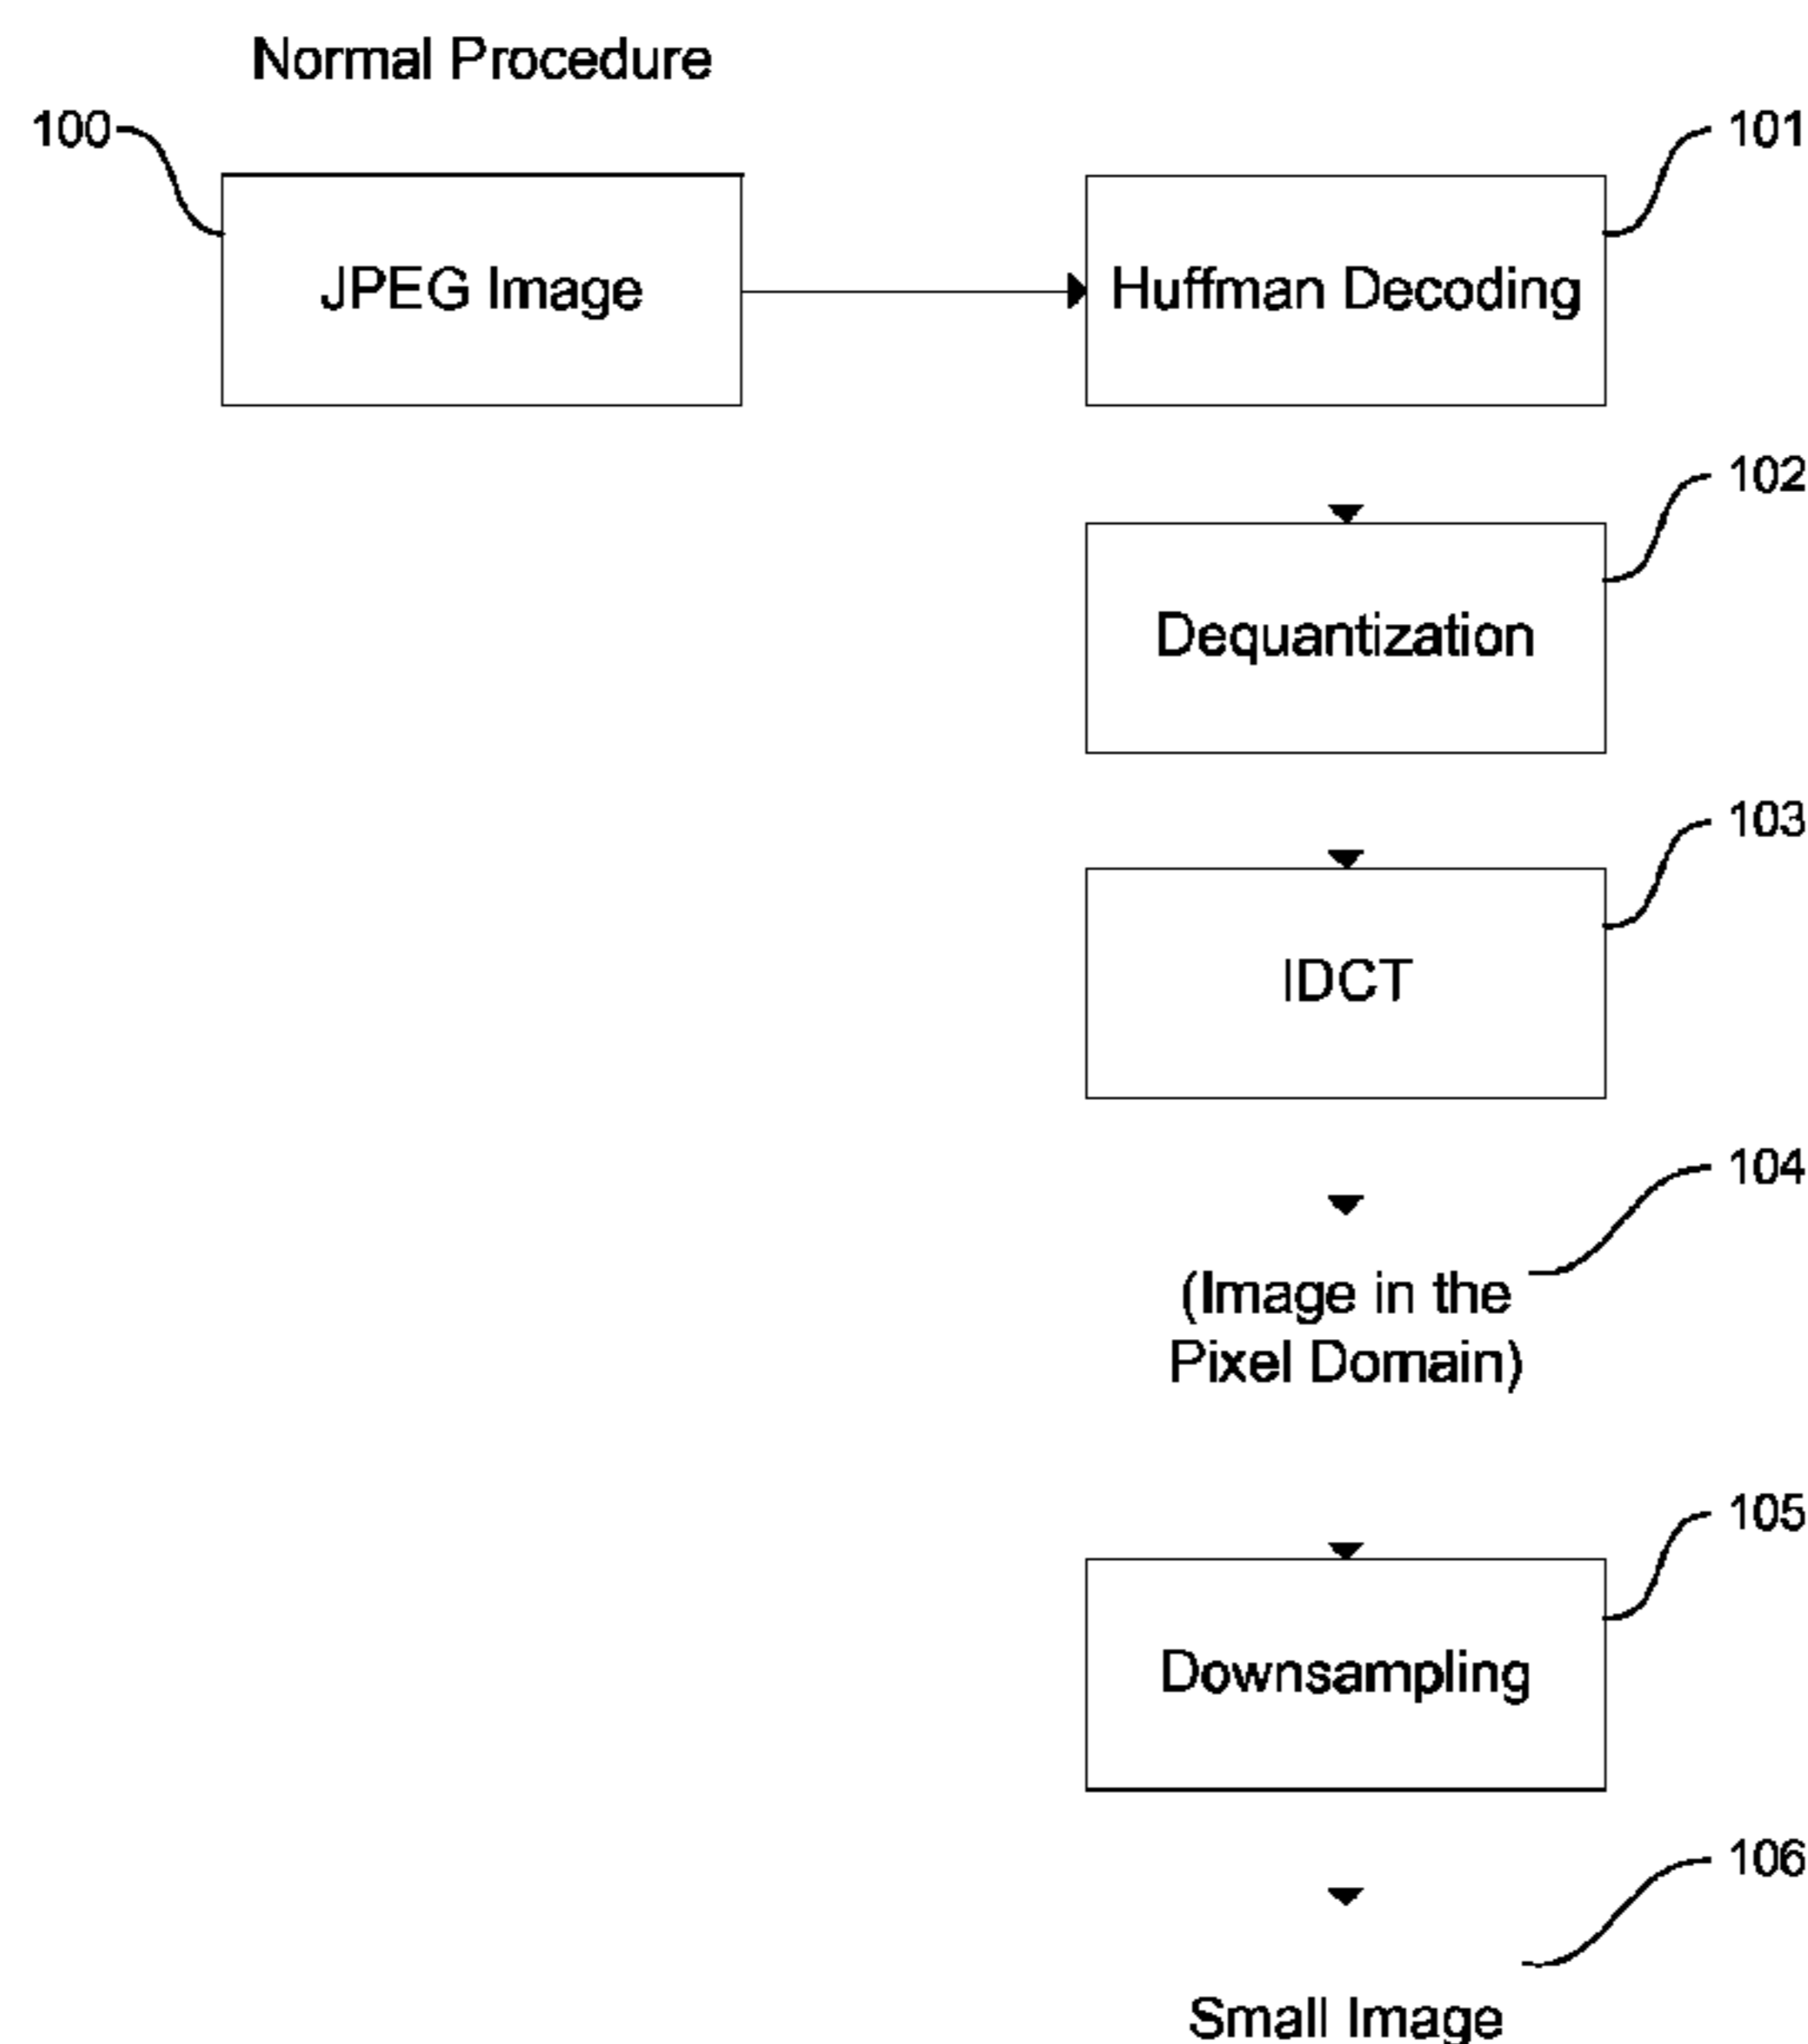 Normal Procedure
100
101
JPEG Image
Huffman Decoding
102
Dequantization
103
IDCT
104
(Image in the
Pixel Domain)
105
Downsampling
106
Small Image